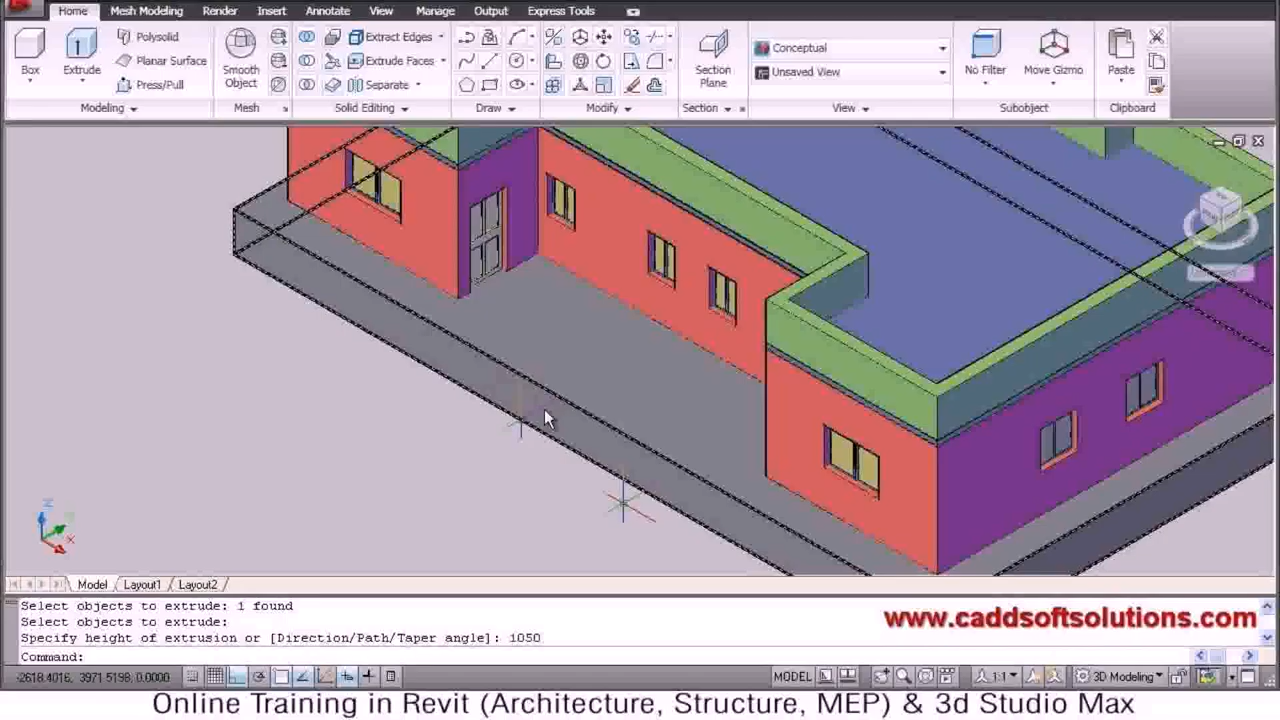 Home Mesh Modeling Render Insert Annotate View Manage Output Express Tools
Box
Extrude
Polysolid
Planar Surface
Press/Pull
Smooth
Object
Extract Edges
Extrude Faces
Separate
Section
Plane
Conceptual
Unsaved View
No Filter
Move Gizmo
Paste
Modeling
Mesh
Solid Editing
Draw
Modify
Section
View
Subobject
Clipboard
Z
X
Model Layout1 Layout2
Select objects to extrude: 1 found
Select objects to extrude:
Specify height of extrusion or [Direction/Path/Taper angle]: 1050
Command:
www.caddsoftsolutions.com
-2618.4016, 3971.5198, 0.0000
MODEL
1:1
3D Modeling
Online Training in Revit (Architecture, Structure, MEP) & 3d Studio Max